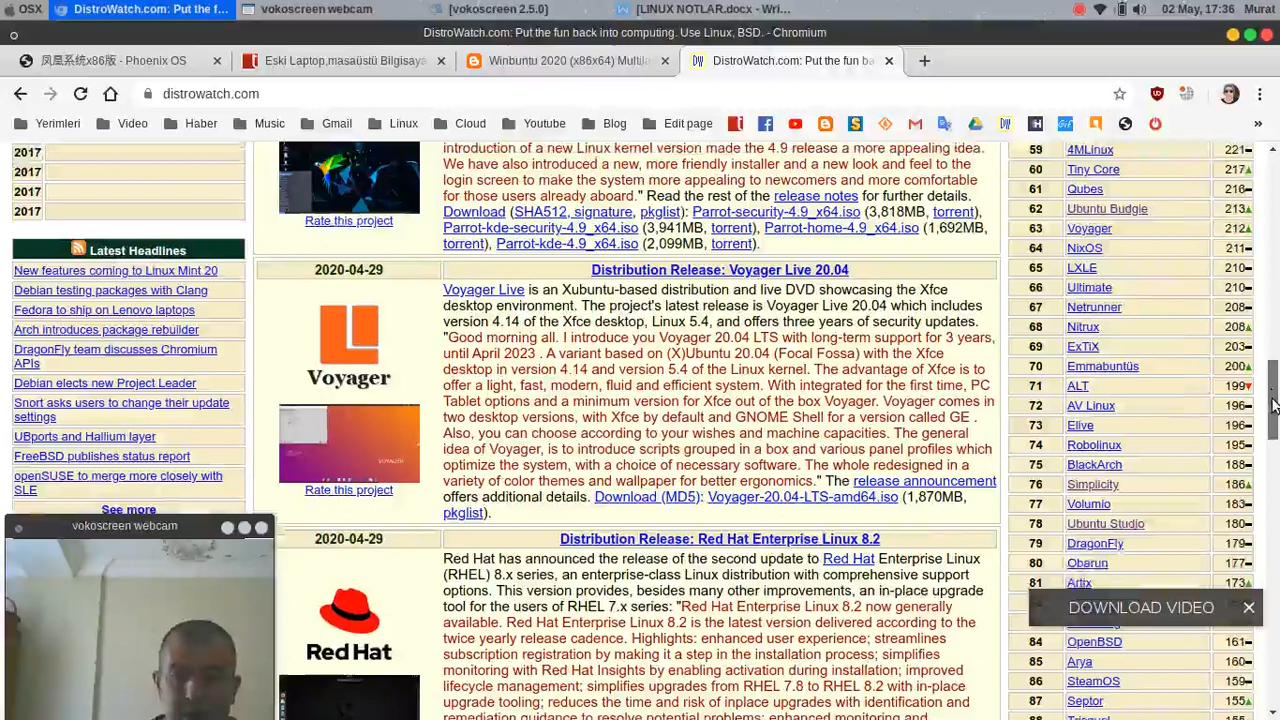 OSX
DistroWatch.com: Put the f...
vokoscreen webcam
[vokoscreen 2.5.0]
[LINUX NOTLAR.docx - Wri...
02 May, 17:36
Murat
DistroWatch.com: Put the fun back into computing. Use Linux, BSD. - Chromium
凤凰系统x86版 - Phoenix OS
Eski Laptop,masaüstü Bilgisaya
Winbuntu 2020 (x86x64) Multila
DistroWatch.com: Put the fun ba
distrowatch.com
Yerimleri
Video
Haber
Music
Gmail
Linux
Cloud
Youtube
Blog
Edit page
»
2017
2017
2017
2017
Latest Headlines
New features coming to Linux Mint 20
Debian testing packages with Clang
Fedora to ship on Lenovo laptops
Arch introduces package rebuilder
DragonFly team discusses Chromium
APIs
Debian elects new Project Leader
Snort asks users to change their update
settings
UBports and Hallium layer
FreeBSD publishes status report
openSUSE to merge more closely with
SLE
See more
vokoscreen webcam
Rate this project
introduction of a new Linux kernel version made the 4.9 release a more appealing idea.
We have also introduced a new, more friendly installer and a new look and feel to the
login screen to make the system more appealing to newcomers and more comfortable
for those users already aboard." Read the rest of the release notes for further details.
Download (SHA512, signature, pkglist): Parrot-security-4.9_x64.iso (3,818MB, torrent),
Parrot-kde-security-4.9_x64.iso (3,941MB, torrent), Parrot-home-4.9_x64.iso (1,692MB,
torrent), Parrot-kde-4.9_x64.iso (2,099MB, torrent).
2020-04-29
Distribution Release: Voyager Live 20.04
Voyager
Rate this project
Voyager Live is an Xubuntu-based distribution and live DVD showcasing the Xfce
desktop environment. The project's latest release is Voyager Live 20.04 which includes
version 4.14 of the Xfce desktop, Linux 5.4, and offers three years of security updates.
"Good morning all. I introduce you Voyager 20.04 LTS with long-term support for 3 years,
until April 2023 . A variant based on (X)Ubuntu 20.04 (Focal Fossa) with the Xfce
desktop in version 4.14 and version 5.4 of the Linux kernel. The advantage of Xfce is to
offer a light, fast, modern, fluid and efficient system. With integrated for the first time, PC
Tablet options and a minimum version for Xfce out of the box Voyager. Voyager comes in
two desktop versions, with Xfce by default and GNOME Shell for a version called GE .
Also, you can choose according to your wishes and machine capacities. The general
idea of Voyager, is to introduce scripts grouped in a box and various panel profiles which
optimize the system, with a choice of necessary software. The whole redesigned in a
variety of color themes and wallpaper for better ergonomics." The release announcement
offers additional details. Download (MD5): Voyager-20.04-LTS-amd64.iso (1,870MB,
pkglist).
2020-04-29
Distribution Release: Red Hat Enterprise Linux 8.2
Red Hat
Red Hat has announced the release of the second update to Red Hat Enterprise Linux
(RHEL) 8.x series, an enterprise-class Linux distribution with comprehensive support
options. This version provides, besides many other improvements, an in-place upgrade
tool for the users of RHEL 7.x series: "Red Hat Enterprise Linux 8.2 now generally
available. Red Hat Enterprise Linux 8.2 is the latest version delivered according to the
twice yearly release cadence. Highlights: enhanced user experience; streamlines
subscription registration by making it a step in the installation process; simplifies
monitoring with Red Hat Insights by enabling activation during installation; improved
lifecycle management; simplifies upgrades from RHEL 7.8 to RHEL 8.2 with in-place
upgrade tooling; reduces the time and risk of inplace upgrades with identification and
remediation guidance to resolve potential problems; enhanced monitoring and
59 4MLinux 221
60 Tiny Core 217
61 Qubes 216
62 Ubuntu Budgie 213
63 Voyager 212
64 NixOS 211
65 LXLE 210
66 Ultimate 210
67 Netrunner 208
68 Nitrux 208
69 ExTiX 203
70 Emmabuntüs 200
71 ALT 199
72 AV Linux 196
73 Elive 196
74 Robolinux 195
75 BlackArch 188
76 Simplicity 186
77 Volumio 183
78 Ubuntu Studio 180
79 DragonFly 179
80 Obarun 177
81 Artix 173
DOWNLOAD VIDEO
84 OpenBSD 161
85 Arya 160
86 SteamOS 159
87 Septor 155
88